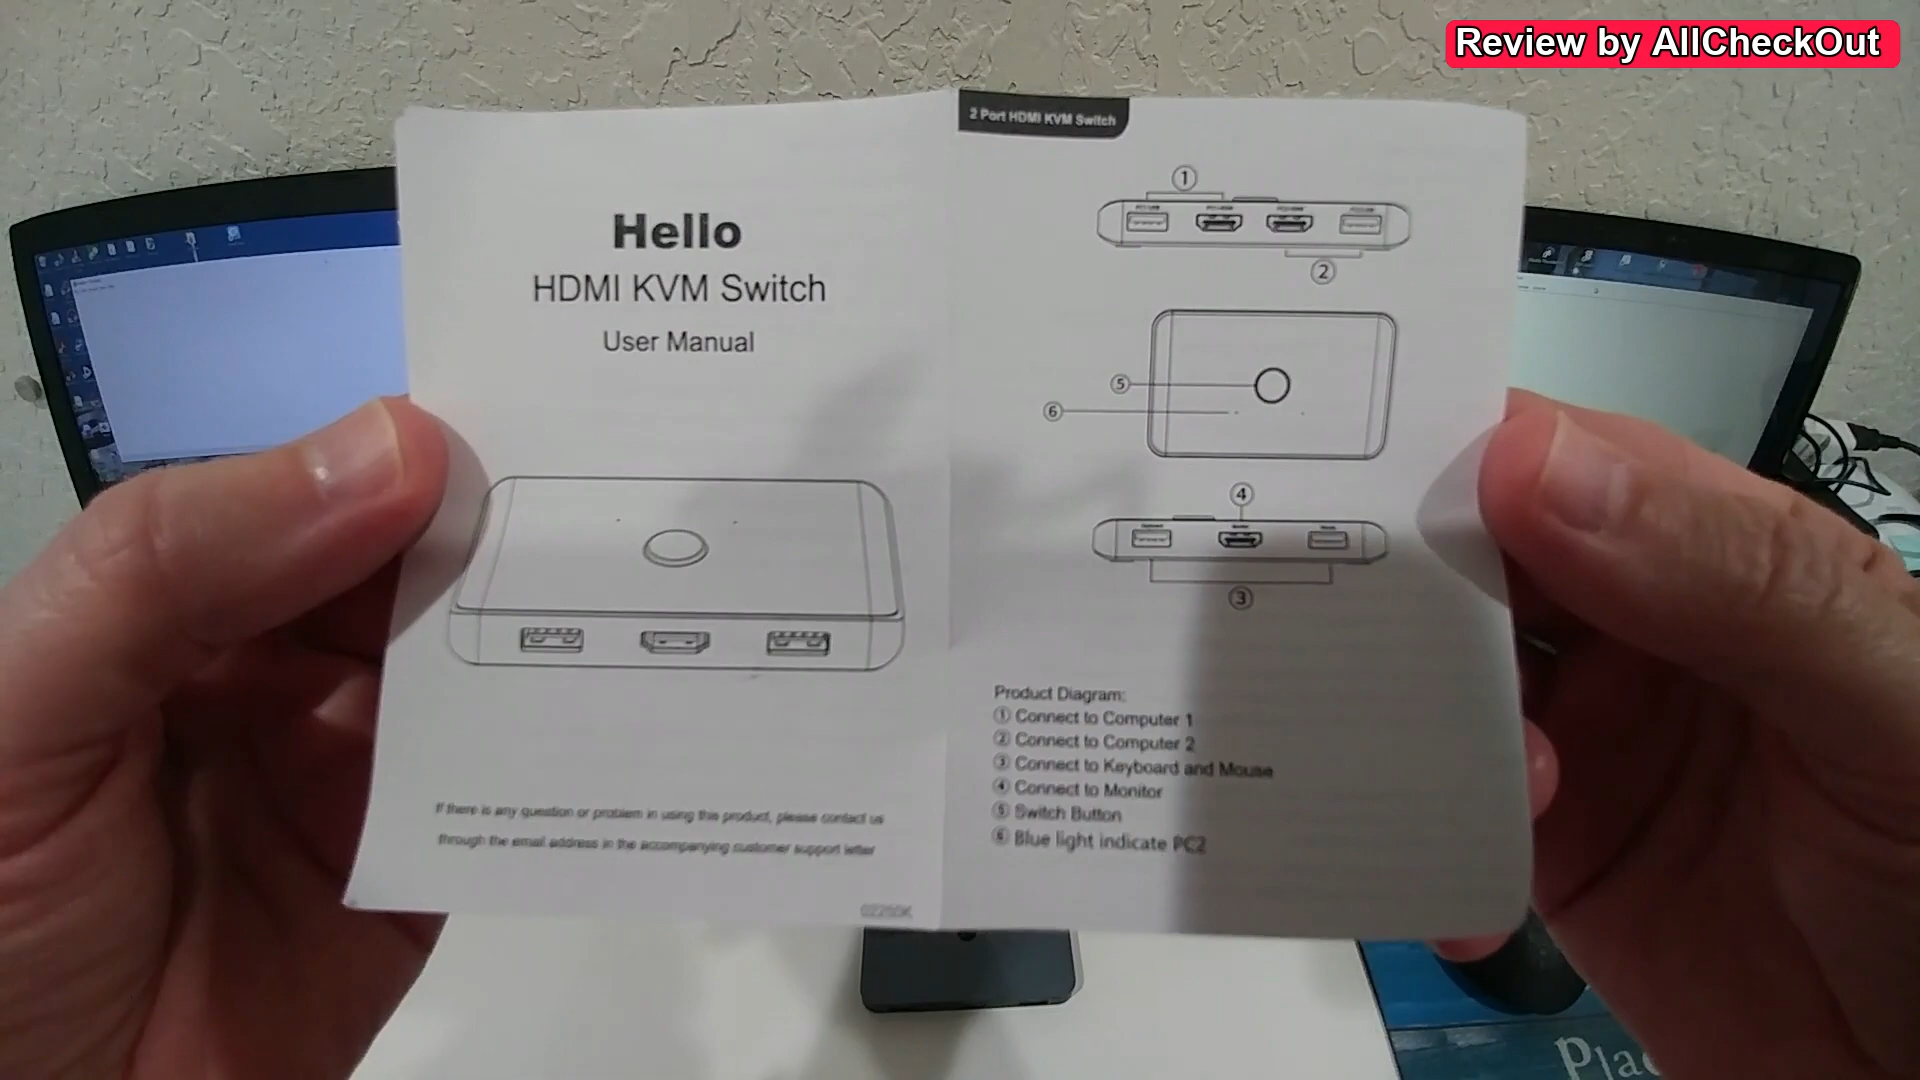 Review by AllCheckOut
Hello
HDMI KVM Switch
User Manual
If there is any question or problem in using this product, please contact us
through the email address in the accompanying customer support letter
2 Port HDMI KVM Switch
①
②
⑤
⑥
④
③
Product Diagram:
① Connect to Computer 1
② Connect to Computer 2
③ Connect to Keyboard and Mouse
④ Connect to Monitor
⑤ Switch Button
⑥ Blue light indicate PC2
Pla